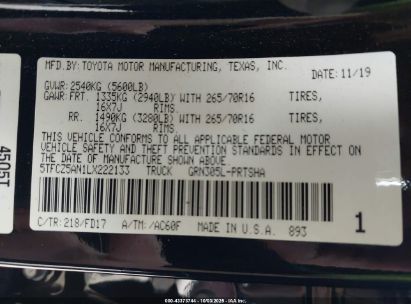 MFD.BY: TOYOTA MOTOR MANUFACTURING, TEXAS, INC.
DATE: 11/19
GVWR: 2540KG (5600LB)
GAWR: FRT. 1335KG (2940LB) WITH 265/70R16 TIRES,
16X7J RIMS.
RR. 1490KG (3280LB) WITH 265/70R16 TIRES,
16X7J RIMS.
THIS VEHICLE CONFORMS TO ALL APPLICABLE FEDERAL MOTOR
VEHICLE SAFETY AND BUMPER STANDARDS IN EFFECT ON THE
DATE OF MANUFACTURE SHOWN ABOVE.
5TFCZ5AN1LX222133 TRUCK GRN305L-PRTSHA
C/TR: 218/FD17 A/TM: /AC60F MADE IN U.S.A. 893
1
4505T